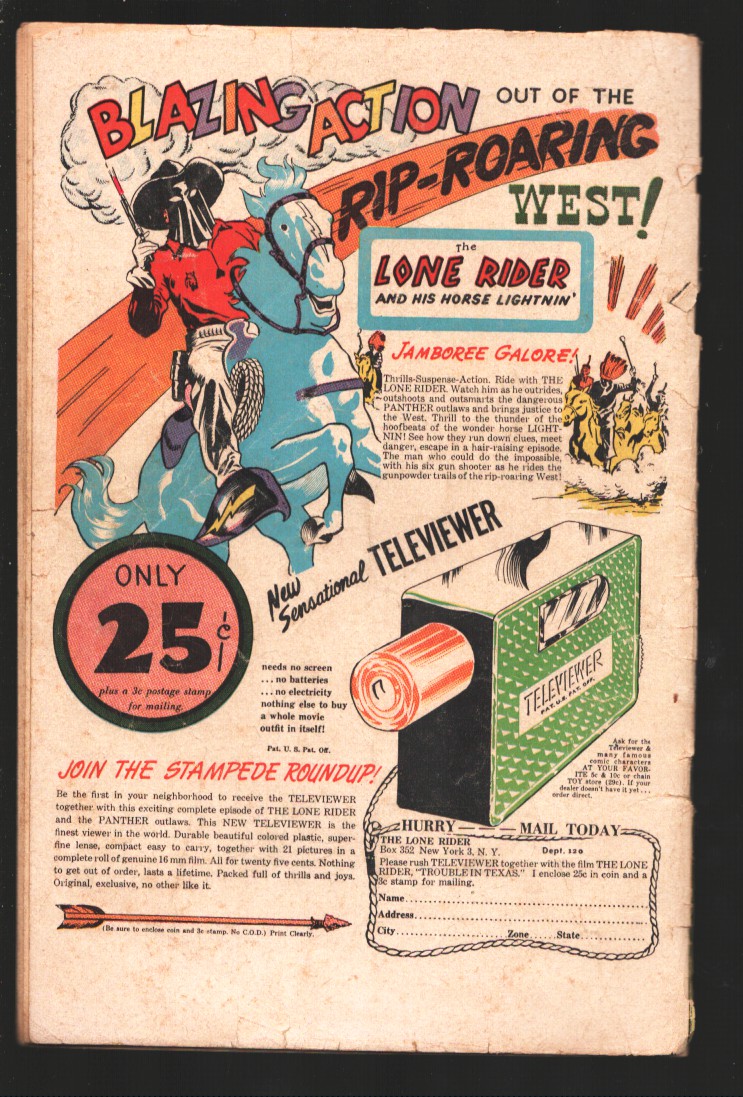 BLAZING ACTION OUT OF THE
RIP-ROARING
WEST!
The
LONE RIDER
AND HIS HORSE LIGHTNIN'
JAMBOREE GALORE!
Thrills-Suspense-Action. Ride with THE
LONE RIDER. Watch him as he outrides,
outshoots and outsmarts the dangerous
PANTHER outlaws and brings justice to
the West. Thrill to the thunder of the
hoofbeats of the wonder horse LIGHT-
NIN! See how they run down clues, meet
danger, escape in a hair-raising episode.
The man who could do the impossible,
with his six gun shooter as he rides the
gunpowder trails of the rip-roaring West!
ONLY
25¢
plus a 3c postage stamp
for mailing.
New
Sensational TELEVIEWER
needs no screen
... no batteries
... no electricity
nothing else to buy
a whole movie
outfit in itself!
Pat. U. S. Pat. Off.
TELEVIEWER
PAT. U.S. PAT. OFF.
Ask for the
Televiewer &
many famous
comic characters
AT YOUR FAVOR-
ITE 5c & 10c or chain
TOY store (29c). If your
dealer doesn't have it yet...
order direct.
JOIN THE STAMPEDE ROUNDUP!
Be the first in your neighborhood to receive the TELEVIEWER
together with this exciting complete episode of THE LONE RIDER
and the PANTHER outlaws. This NEW TELEVIEWER is the
finest viewer in the world. Durable beautiful colored plastic, super-
fine lense, compact easy to carry, together with 21 pictures in a
complete roll of genuine 16 mm film. All for twenty five cents. Nothing
to get out of order, lasts a lifetime. Packed full of thrills and joys.
Original, exclusive, no other like it.
(Be sure to enclose coin and 3c stamp. No C.O.D.) Print Clearly.
HURRY — — — MAIL TODAY
THE LONE RIDER
Box 352 New York 3, N. Y. Dept. 120
Please rush TELEVIEWER together with the film THE LONE
RIDER, "TROUBLE IN TEXAS." I enclose 25c in coin and a
3c stamp for mailing.
Name
Address
City Zone State